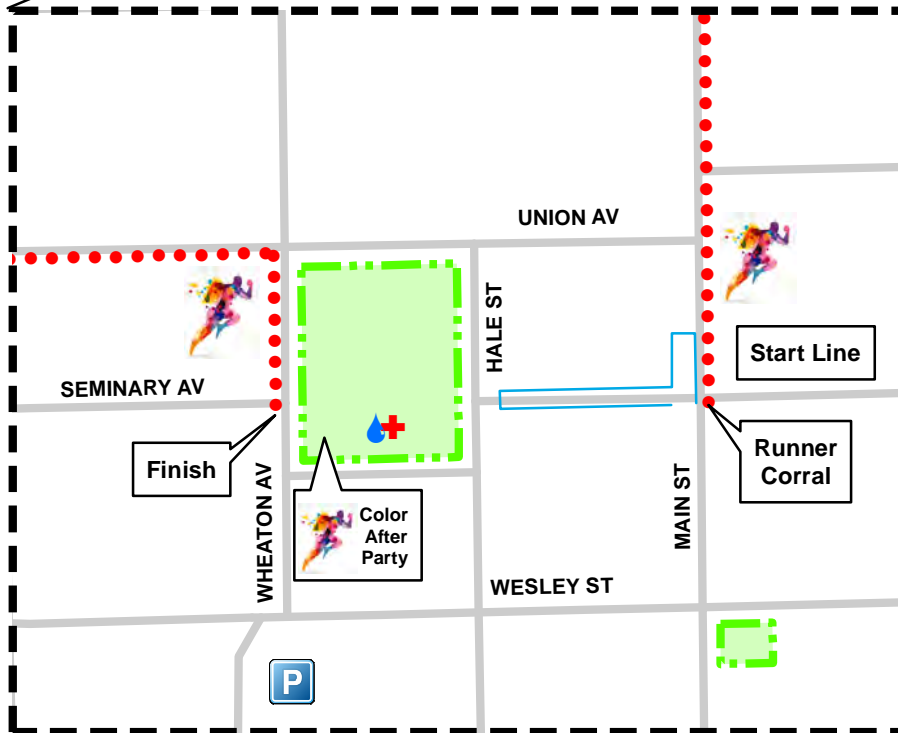 UNION AV
HALE ST
Start Line
SEMINARY AV
Finish
Runner
Corral
WHEATON AV
MAIN ST
Color
After
Party
WESLEY ST
P